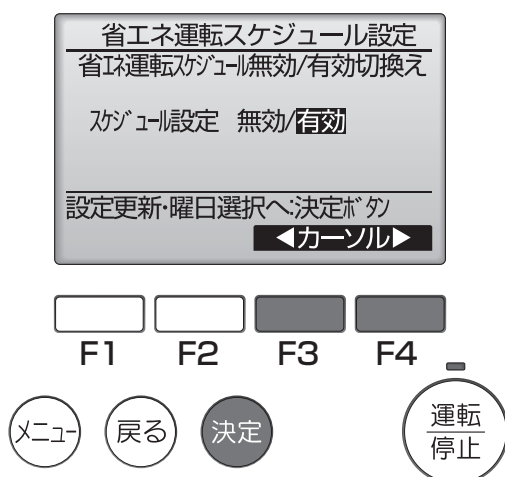 省エネ運転スケジュール設定
省エネ運転スケジュール無効/有効切換え
スケジュール設定 無効/有効
設定更新・曜日選択へ:決定ボタン
◀カーソル▶
F1 F2 F3 F4
メニュー 戻る 決定 運転
停止